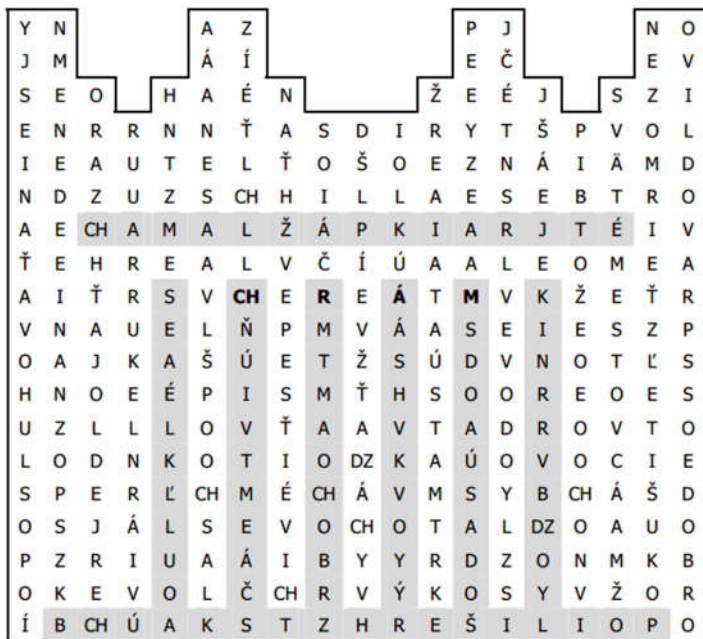 Y N A Z P J N O
J M Á Í E Č E V
S E O H A É N Ž E É J S Z I
E N R R N N Ť A S D I R Y T Š P V O L
I E A U T E L Ť O Š O E Z N Á I Ä M D
N D Z U Z S CH H I L L A E S E B T R O
A E CH A M A L Ž Á P K I A R J T É I V
Ť E H R E A L V Č Í Ú A A L E O M E A
A I Ť R S V CH E R E Á T M V K Ž E Ť R
V N A U E L Ň P M V Á A S E I E S Z P
O A J K A Š Ú E T Ž S Ú D V N O T Ľ S
H N O E É P I S M Ť H S O O R E O E S
U Z L L L O V Ť A A V T A D R O V T O
L O D N K O T I O DZ K A Ú O V O C I E
S P E R Ľ CH M É CH Á V M S Y B CH Á Š D
O S J Á L S E V O CH O T A L DZ O A U O
P Z R I U A Á I B Y Y R D Z O N M K B
O K E V O L Č CH R V Ý K O S Y V Ž O R
Í B CH Ú A K S T Z H R E Š I L I O P O